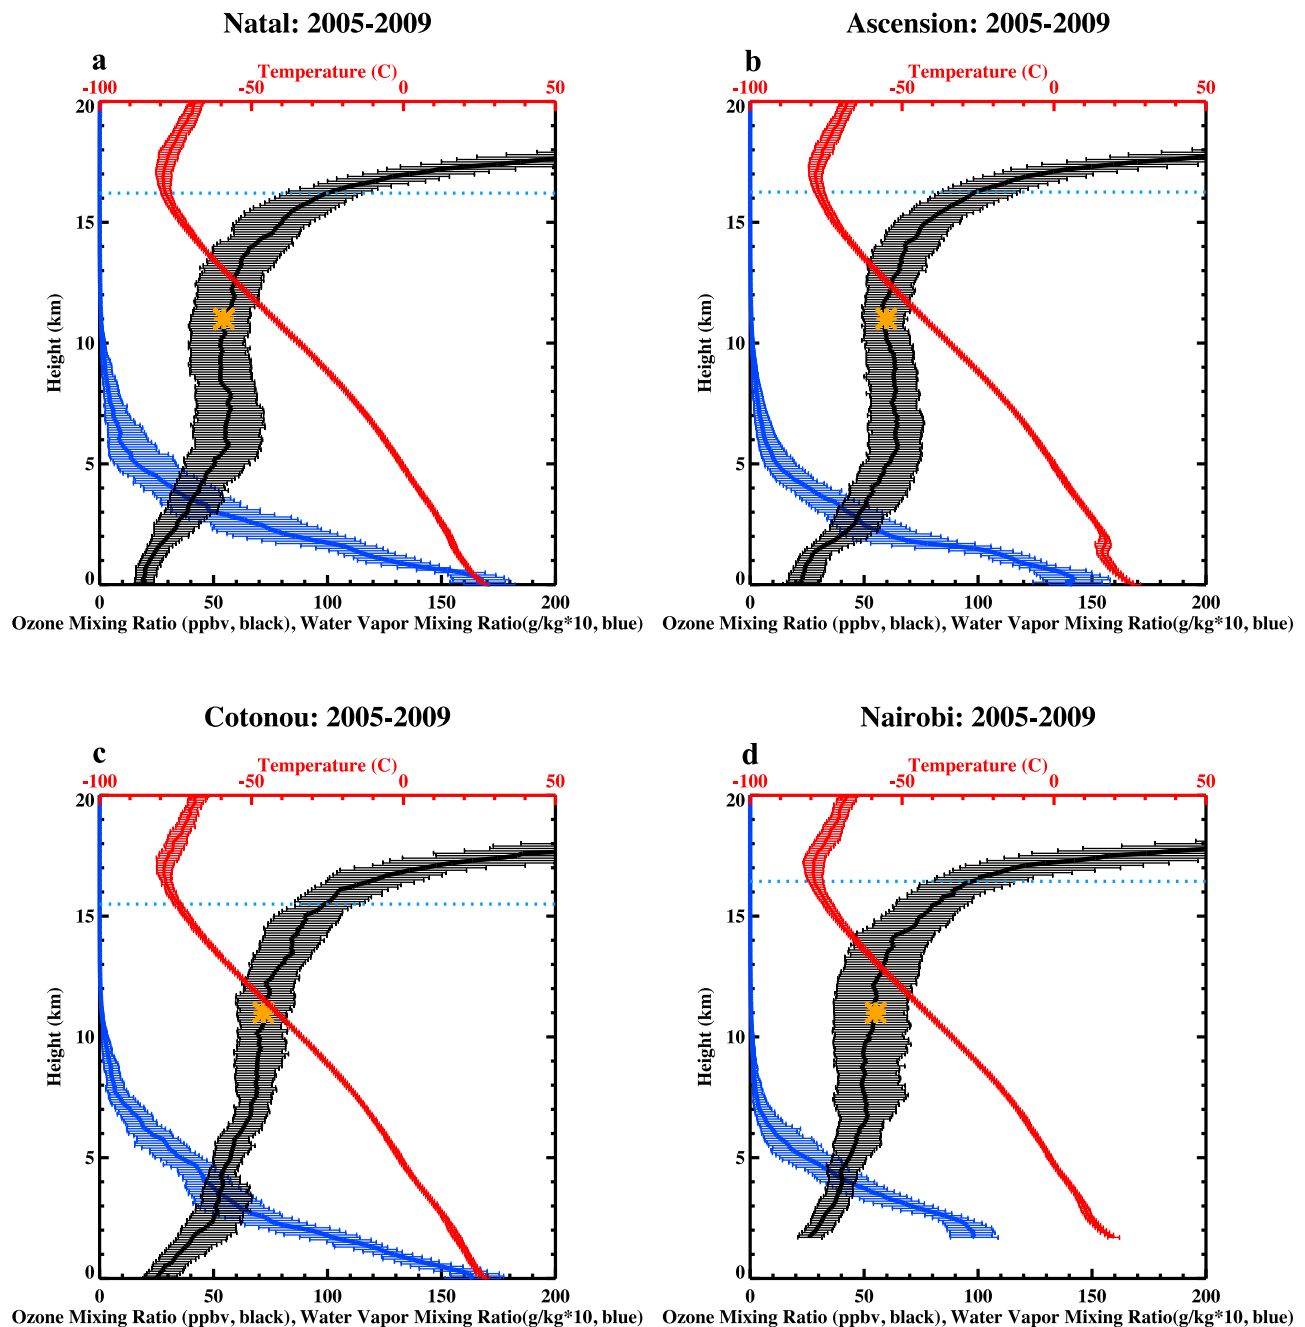 Natal: 2005-2009
a
Temperature (C)
-100 -50 0 50
20
15
10
5
0
Height (km)
0 50 100 150 200
Ozone Mixing Ratio (ppbv, black), Water Vapor Mixing Ratio(g/kg*10, blue)
Ascension: 2005-2009
b
Temperature (C)
-100 -50 0 50
20
15
10
5
0
Height (km)
0 50 100 150 200
Ozone Mixing Ratio (ppbv, black), Water Vapor Mixing Ratio(g/kg*10, blue)
Cotonou: 2005-2009
c
Temperature (C)
-100 -50 0 50
20
15
10
5
0
Height (km)
0 50 100 150 200
Ozone Mixing Ratio (ppbv, black), Water Vapor Mixing Ratio(g/kg*10, blue)
Nairobi: 2005-2009
d
Temperature (C)
-100 -50 0 50
20
15
10
5
0
Height (km)
0 50 100 150 200
Ozone Mixing Ratio (ppbv, black), Water Vapor Mixing Ratio(g/kg*10, blue)